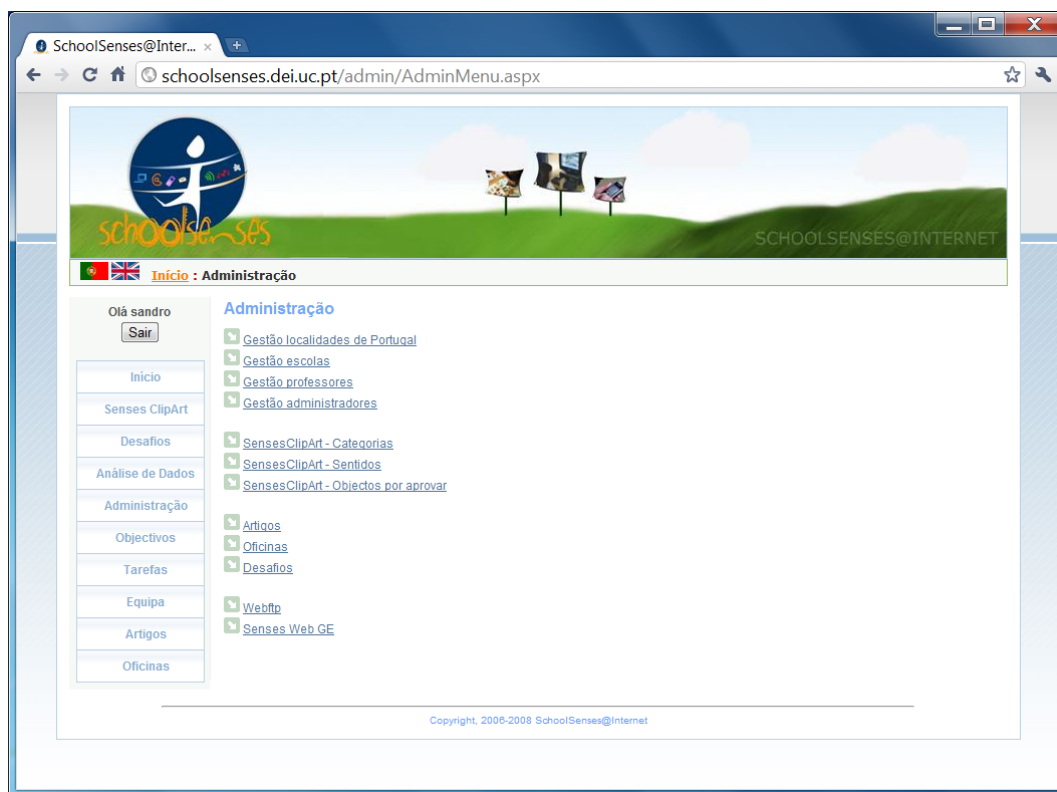 SchoolSenses@Inter...
schoolsenses.dei.uc.pt/admin/AdminMenu.aspx
schoolsenses
SCHOOLSENSES@INTERNET
Início : Administração
Olá sandro
Sair
Início
Senses ClipArt
Desafios
Análise de Dados
Administração
Objectivos
Tarefas
Equipa
Artigos
Oficinas
Administração
Gestão localidades de Portugal
Gestão escolas
Gestão professores
Gestão administradores
SensesClipArt - Categorias
SensesClipArt - Sentidos
SensesClipArt - Objectos por aprovar
Artigos
Oficinas
Desafios
Webftp
Senses Web GE
Copyright, 2006-2008 SchoolSenses@Internet